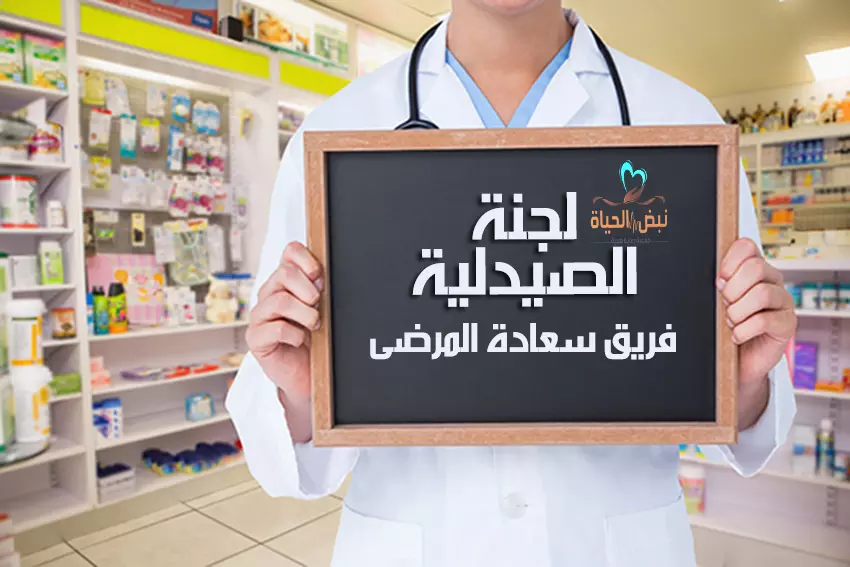 نبض الحياة
لجنة
الصيدلية
فريق سعادة المرضى